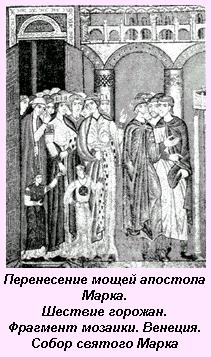 Перенесение мощей апостола
Марка.
Шествие горожан.
Фрагмент мозаики. Венеция.
Собор святого Марка